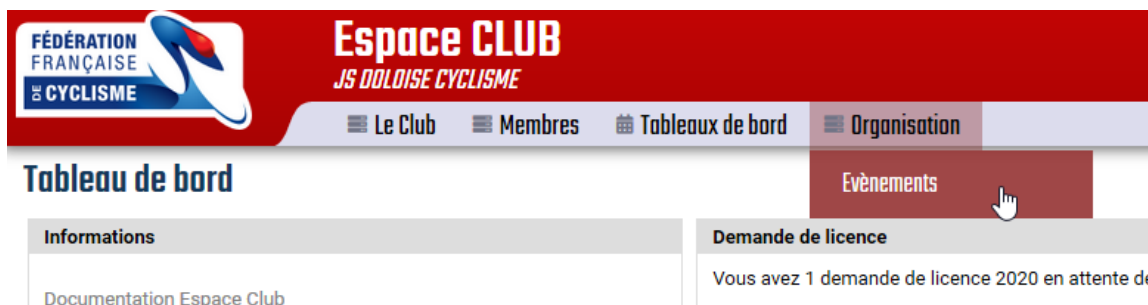 FÉDÉRATION
FRANÇAISE
DE CYCLISME
Espace CLUB
JS DOLOISE CYCLISME
Le Club Membres Tableaux de bord Organisation
Evènements
Tableau de bord
Informations
Documentation Espace Club
Demande de licence
Vous avez 1 demande de licence 2020 en attente de